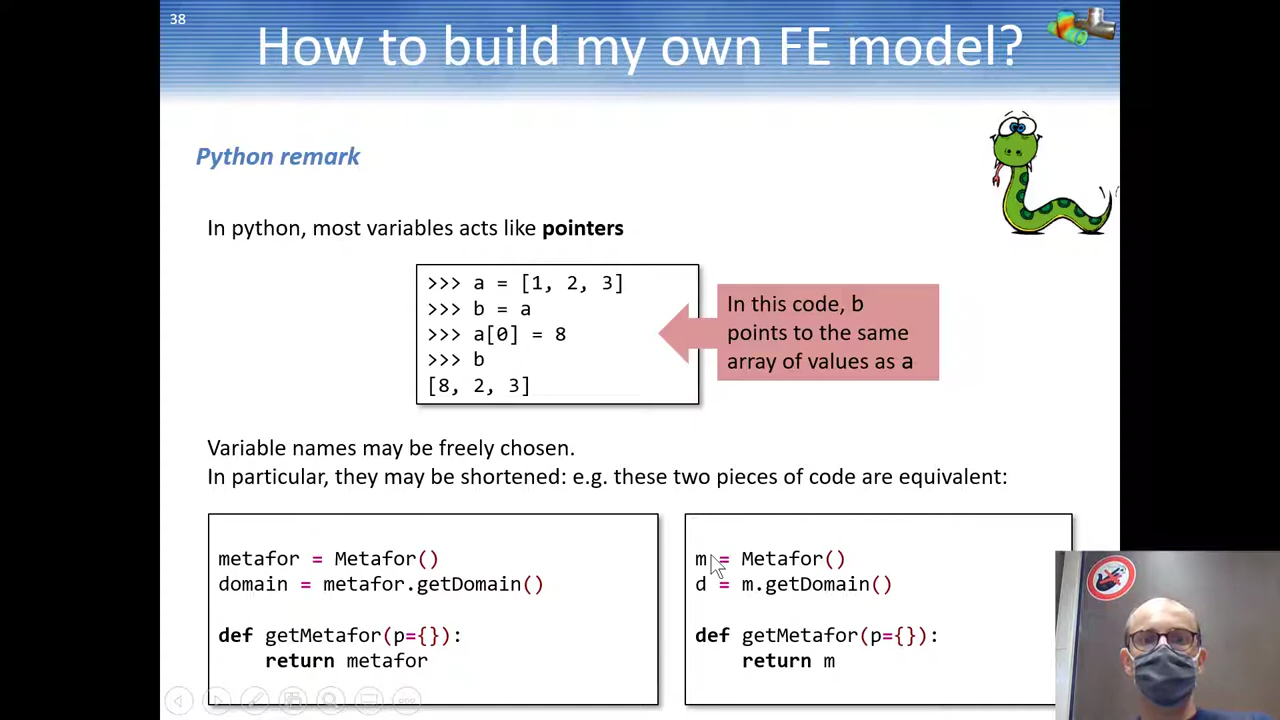 38
How to build my own FE model?
Python remark
In python, most variables acts like pointers
>>> a = [1, 2, 3]
>>> b = a
>>> a[0] = 8
>>> b
[8, 2, 3]
In this code, b
points to the same
array of values as a
Variable names may be freely chosen.
In particular, they may be shortened: e.g. these two pieces of code are equivalent:
metafor = Metafor()
domain = metafor.getDomain()
def getMetafor(p={}):
    return metafor
m = Metafor()
d = m.getDomain()
def getMetafor(p={}):
    return m